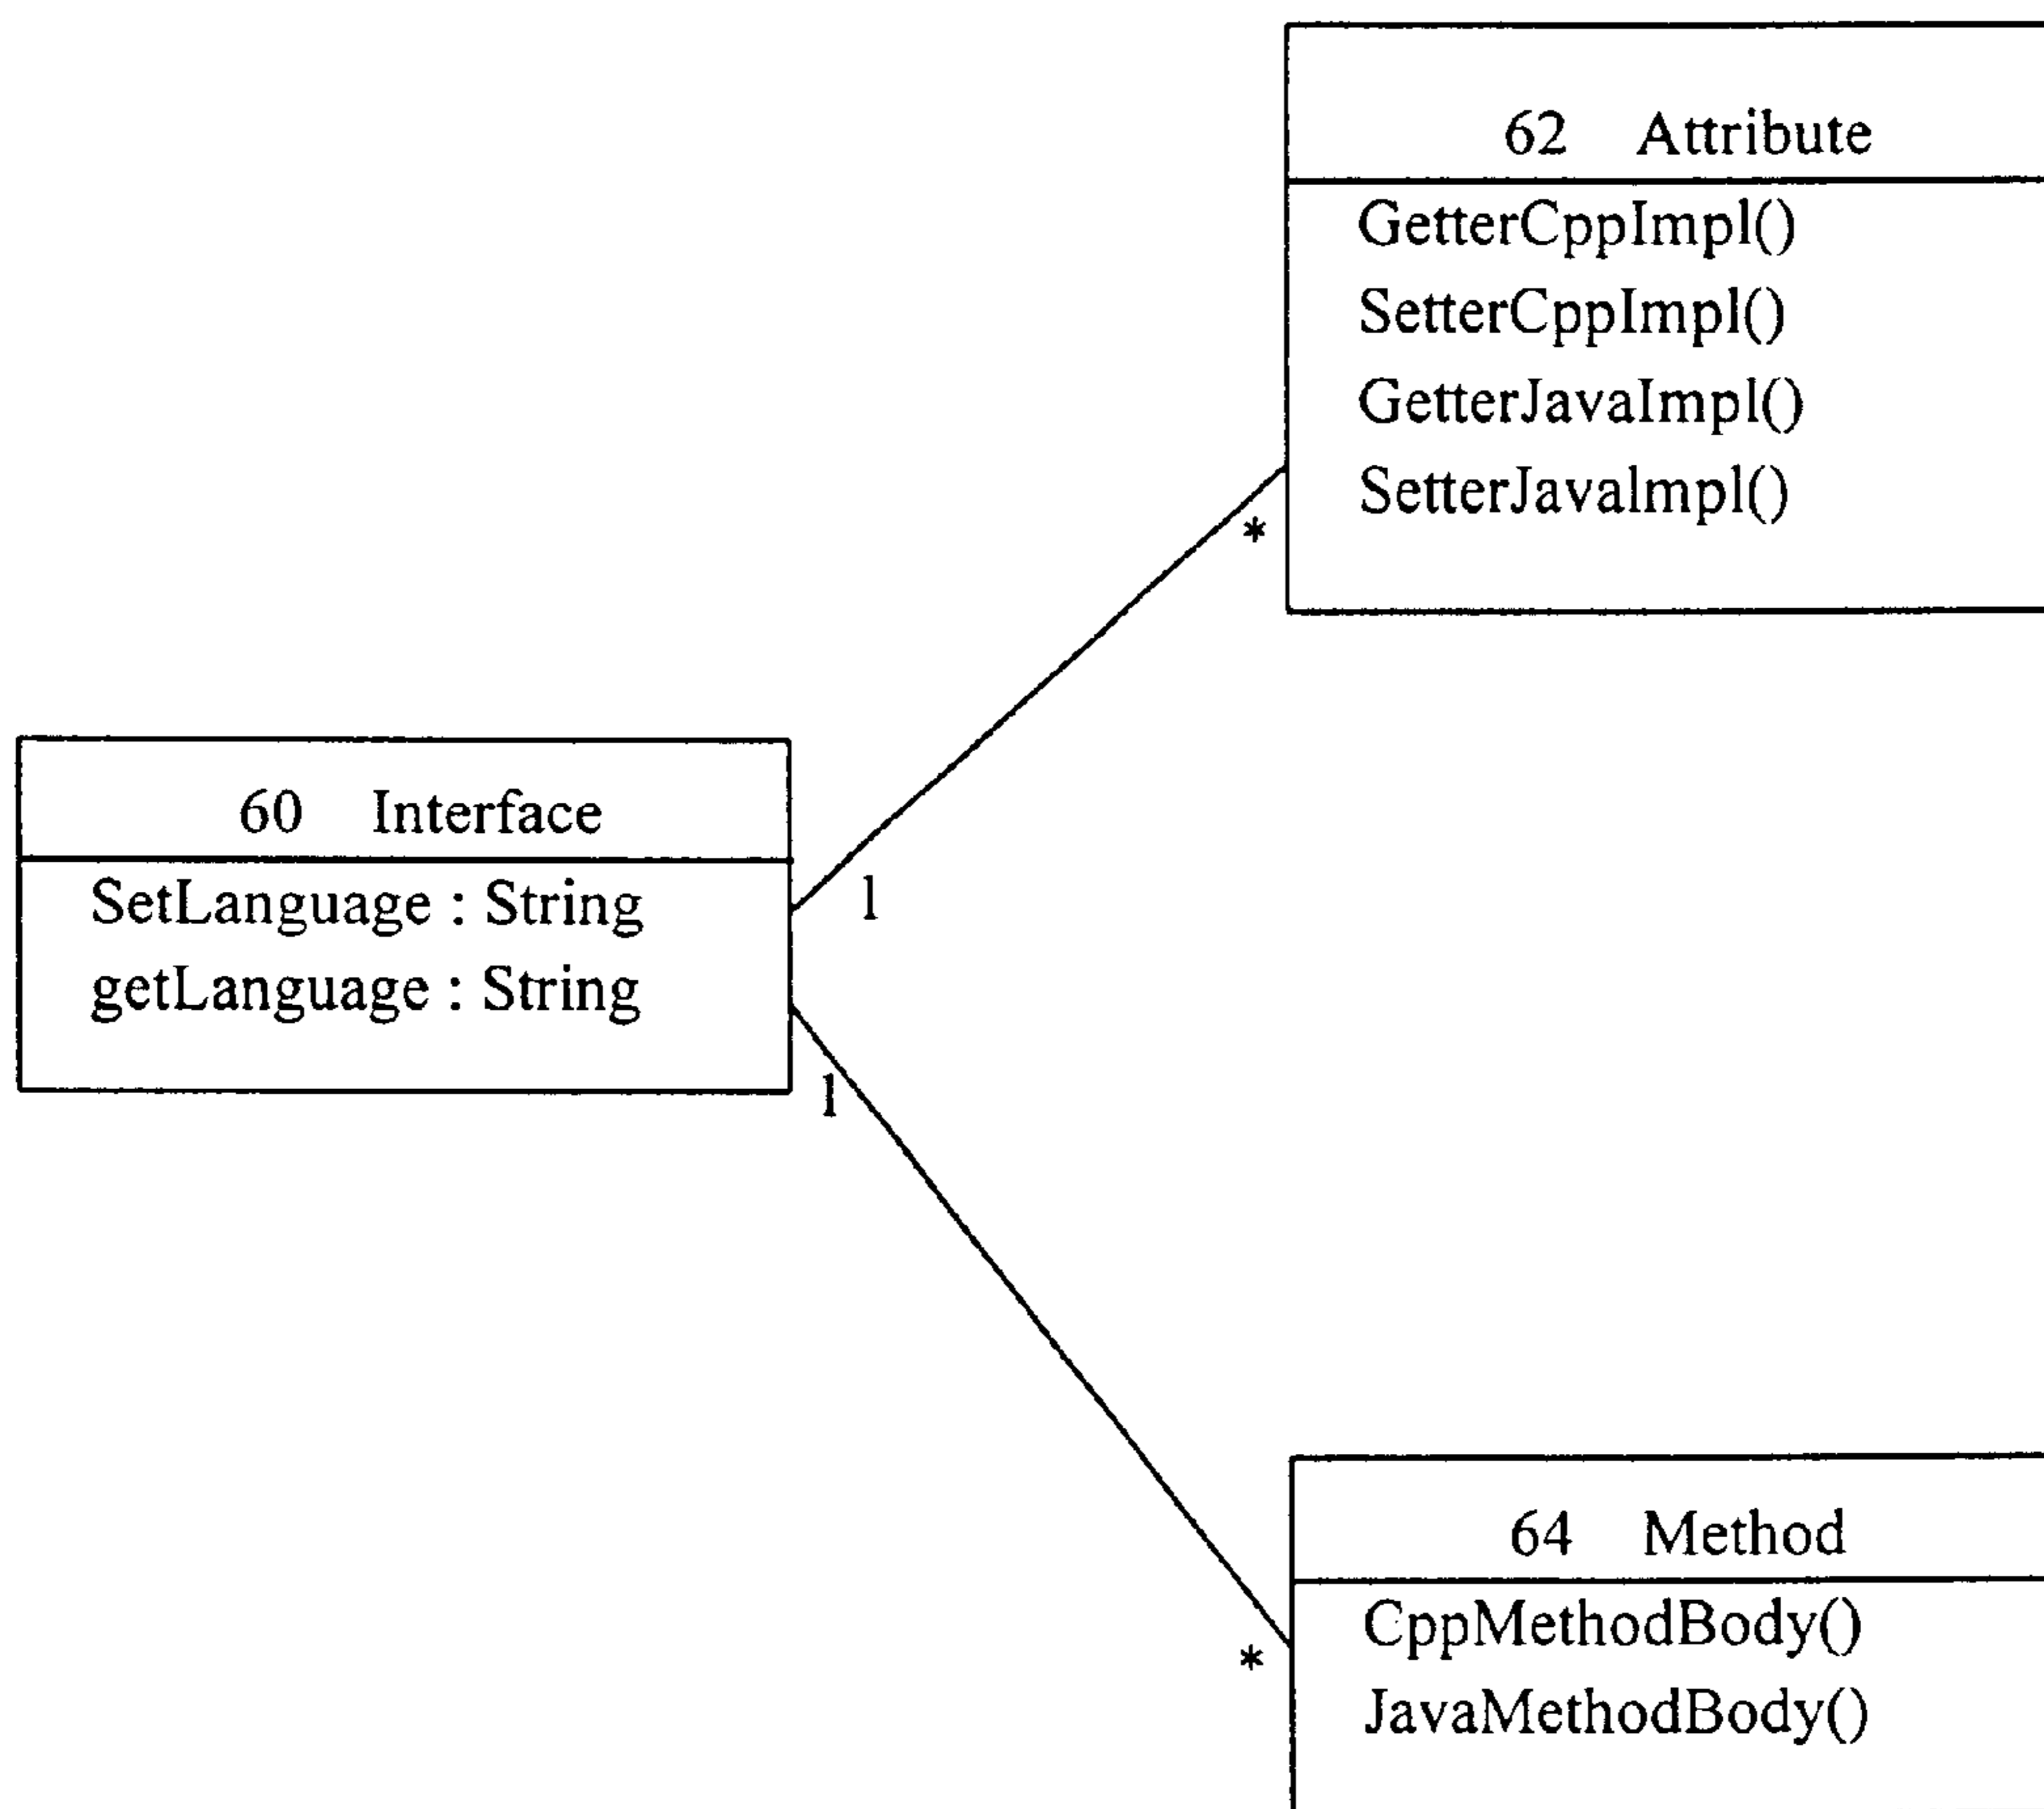 62 Attribute
GetterCppImpl()
SetterCppImpl()
GetterJavaImpl()
SetterJavaImpl()
*
60 Interface
SetLanguage : String
getLanguage : String
1
1
64 Method
CppMethodBody()
JavaMethodBody()
*